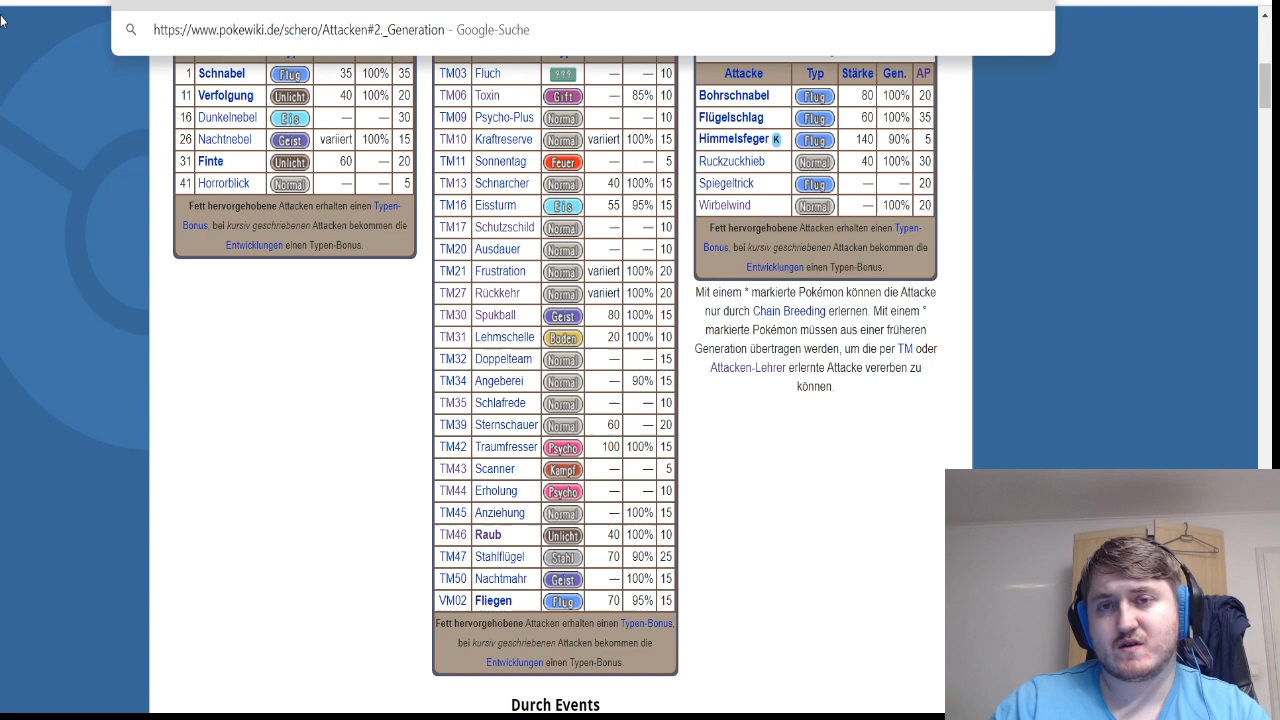 https://www.pokewiki.de/schero/Attacken#2._Generation - Google-Suche
1 Schnabel Flug 35 100% 35
11 Verfolgung Unlicht 40 100% 20
16 Dunkelnebel Eis — — 30
26 Nachtnebel Geist variiert 100% 15
31 Finte Unlicht 60 — 20
41 Horrorblick Normal — — 5
Fett hervorgehobene Attacken erhalten einen Typen-
Bonus, bei kursiv geschriebenen Attacken bekommen die
Entwicklungen einen Typen-Bonus.
TM03 Fluch ??? — — 10
TM06 Toxin Gift — 85% 10
TM09 Psycho-Plus Normal — — 10
TM10 Kraftreserve Normal variiert 100% 15
TM11 Sonnentag Feuer — — 5
TM13 Schnarcher Normal 40 100% 15
TM16 Eissturm Eis 55 95% 15
TM17 Schutzschild Normal — — 10
TM20 Ausdauer Normal — — 10
TM21 Frustration Normal variiert 100% 20
TM27 Rückkehr Normal variiert 100% 20
TM30 Spukball Geist 80 100% 15
TM31 Lehmschelle Boden 20 100% 10
TM32 Doppelteam Normal — — 15
TM34 Angeberei Normal — 90% 15
TM35 Schlafrede Normal — — 10
TM39 Sternschauer Normal 60 — 20
TM42 Traumfresser Psycho 100 100% 15
TM43 Scanner Kampf — — 5
TM44 Erholung Psycho — — 10
TM45 Anziehung Normal — 100% 15
TM46 Raub Unlicht 40 100% 10
TM47 Stahlflügel Stahl 70 90% 25
TM50 Nachtmahr Geist — 100% 15
VM02 Fliegen Flug 70 95% 15
Fett hervorgehobene Attacken erhalten einen Typen-Bonus,
bei kursiv geschriebenen Attacken bekommen die
Entwicklungen einen Typen-Bonus.
Attacke Typ Stärke Gen. AP
Bohrschnabel Flug 80 100% 20
Flügelschlag Flug 60 100% 35
Himmelsfeger K Flug 140 90% 5
Ruckzuckhieb Normal 40 100% 30
Spiegeltrick Flug — — 20
Wirbelwind Normal — 100% 20
Fett hervorgehobene Attacken erhalten einen Typen-
Bonus, bei kursiv geschriebenen Attacken bekommen die
Entwicklungen einen Typen-Bonus.
Mit einem * markierte Pokémon können die Attacke
nur durch Chain Breeding erlernen. Mit einem °
markierte Pokémon müssen aus einer früheren
Generation übertragen werden, um die per TM oder
Attacken-Lehrer erlernte Attacke vererben zu
können.
Durch Events